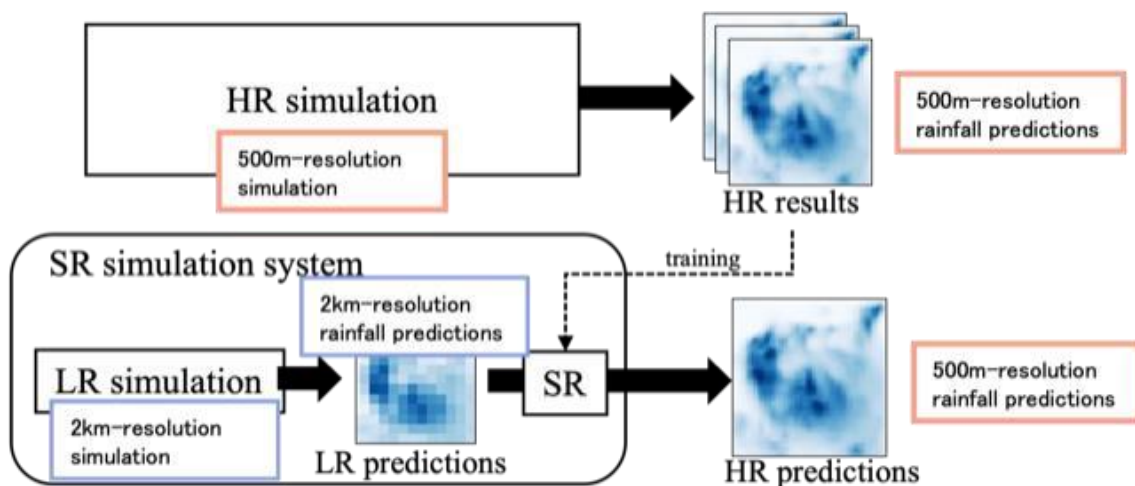 HR simulation
500m-resolution
simulation
500m-resolution
rainfall predictions
HR results
SR simulation system
training
2km-resolution
rainfall predictions
LR simulation
SR
2km-resolution
simulation
LR predictions
HR predictions
500m-resolution
rainfall predictions